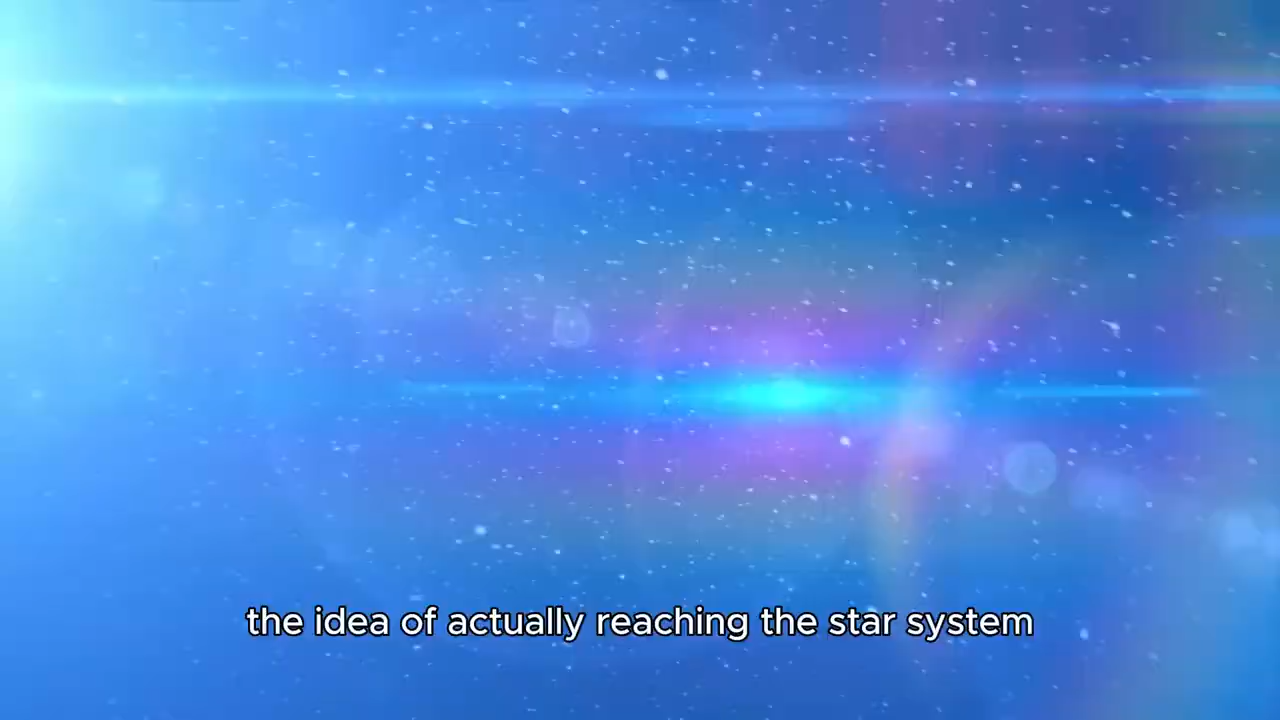 the idea of actually reaching the star system